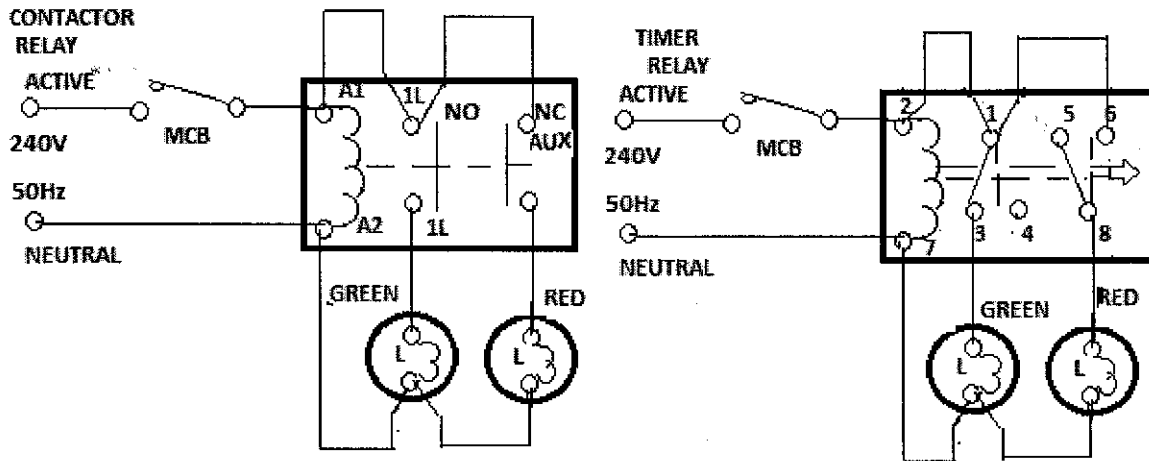 CONTACTOR
RELAY
ACTIVE
240V
MCB
50Hz
NEUTRAL
A1
1L
NO
NC
AUX
A2
1L
GREEN
RED
L
L
TIMER
RELAY
ACTIVE
240V
MCB
50Hz
NEUTRAL
2
1
5
6
7
3
4
8
GREEN
RED
L
L